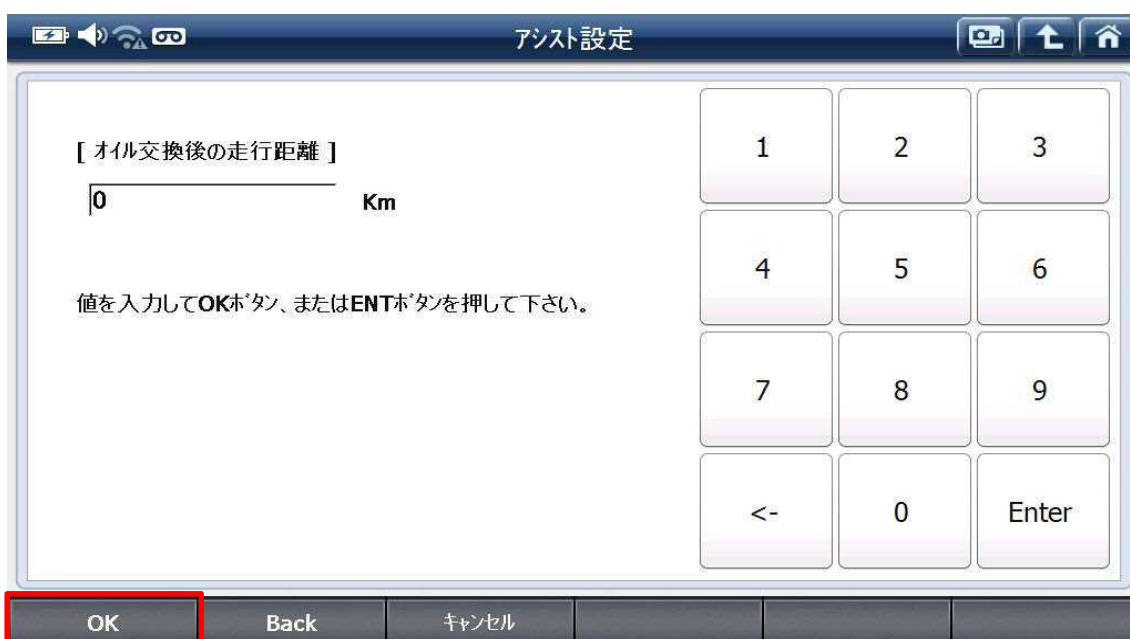 アシスト設定
[ オイル交換後の走行距離 ]
0 Km
値を入力してOKボタン、またはENTボタンを押して下さい。
1 2 3
4 5 6
7 8 9
<- 0 Enter
OK Back キャンセル